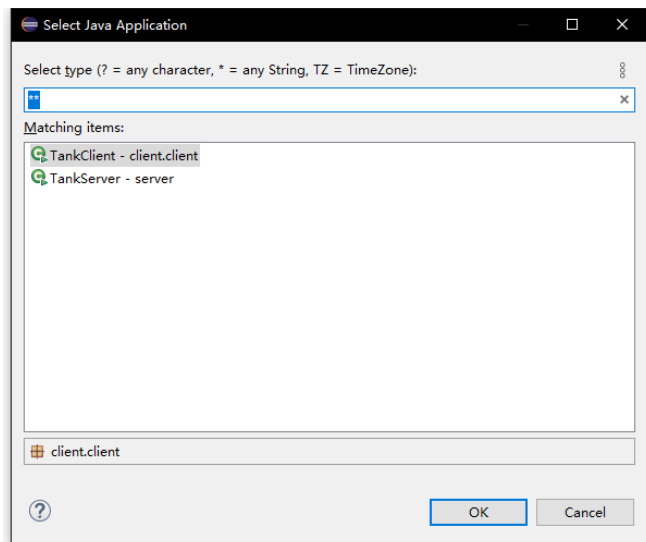 Select Java Application
Select type (? = any character, * = any String, TZ = TimeZone):
**
Matching items:
TankClient - client.client
TankServer - server
client.client
OK
Cancel